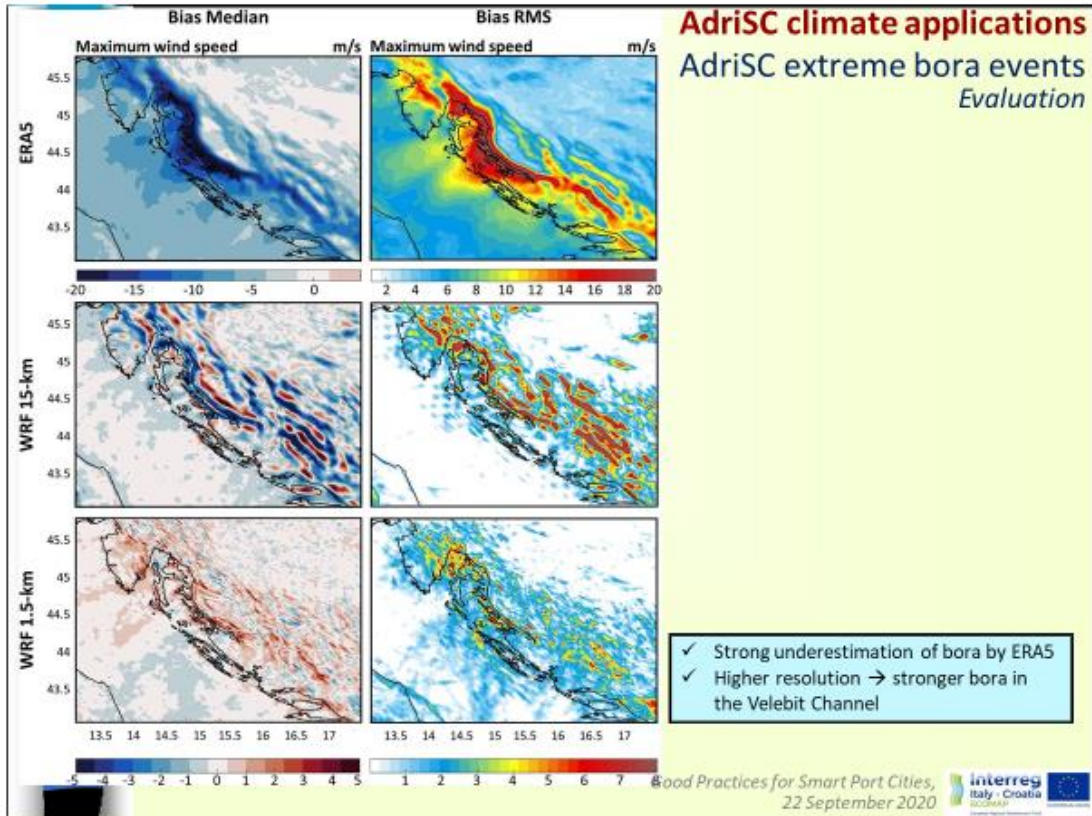 Bias Median
Bias RMS
AdriSC climate applications
AdriSC extreme bora events
Evaluation
Maximum wind speed m/s
Maximum wind speed m/s
ERA5
45.5
45
44.5
44
43.5
-20 -15 -10 -5 0
2 4 6 8 10 12 14 16 18 20
WRF 15-km
45.5
45
44.5
44
43.5
WRF 1.5-km
45.5
45
44.5
44
43.5
13.5 14 14.5 15 15.5 16 16.5 17
13.5 14 14.5 15 15.5 16 16.5 17
-5 -4 -3 -2 -1 0 1 2 3 4 5
1 2 3 4 5 6 7 8
✓ Strong underestimation of bora by ERA5
✓ Higher resolution → stronger bora in
the Velebit Channel
Good Practices for Smart Port Cities,
22 September 2020
Interreg
Italy - Croatia
ECOMAP